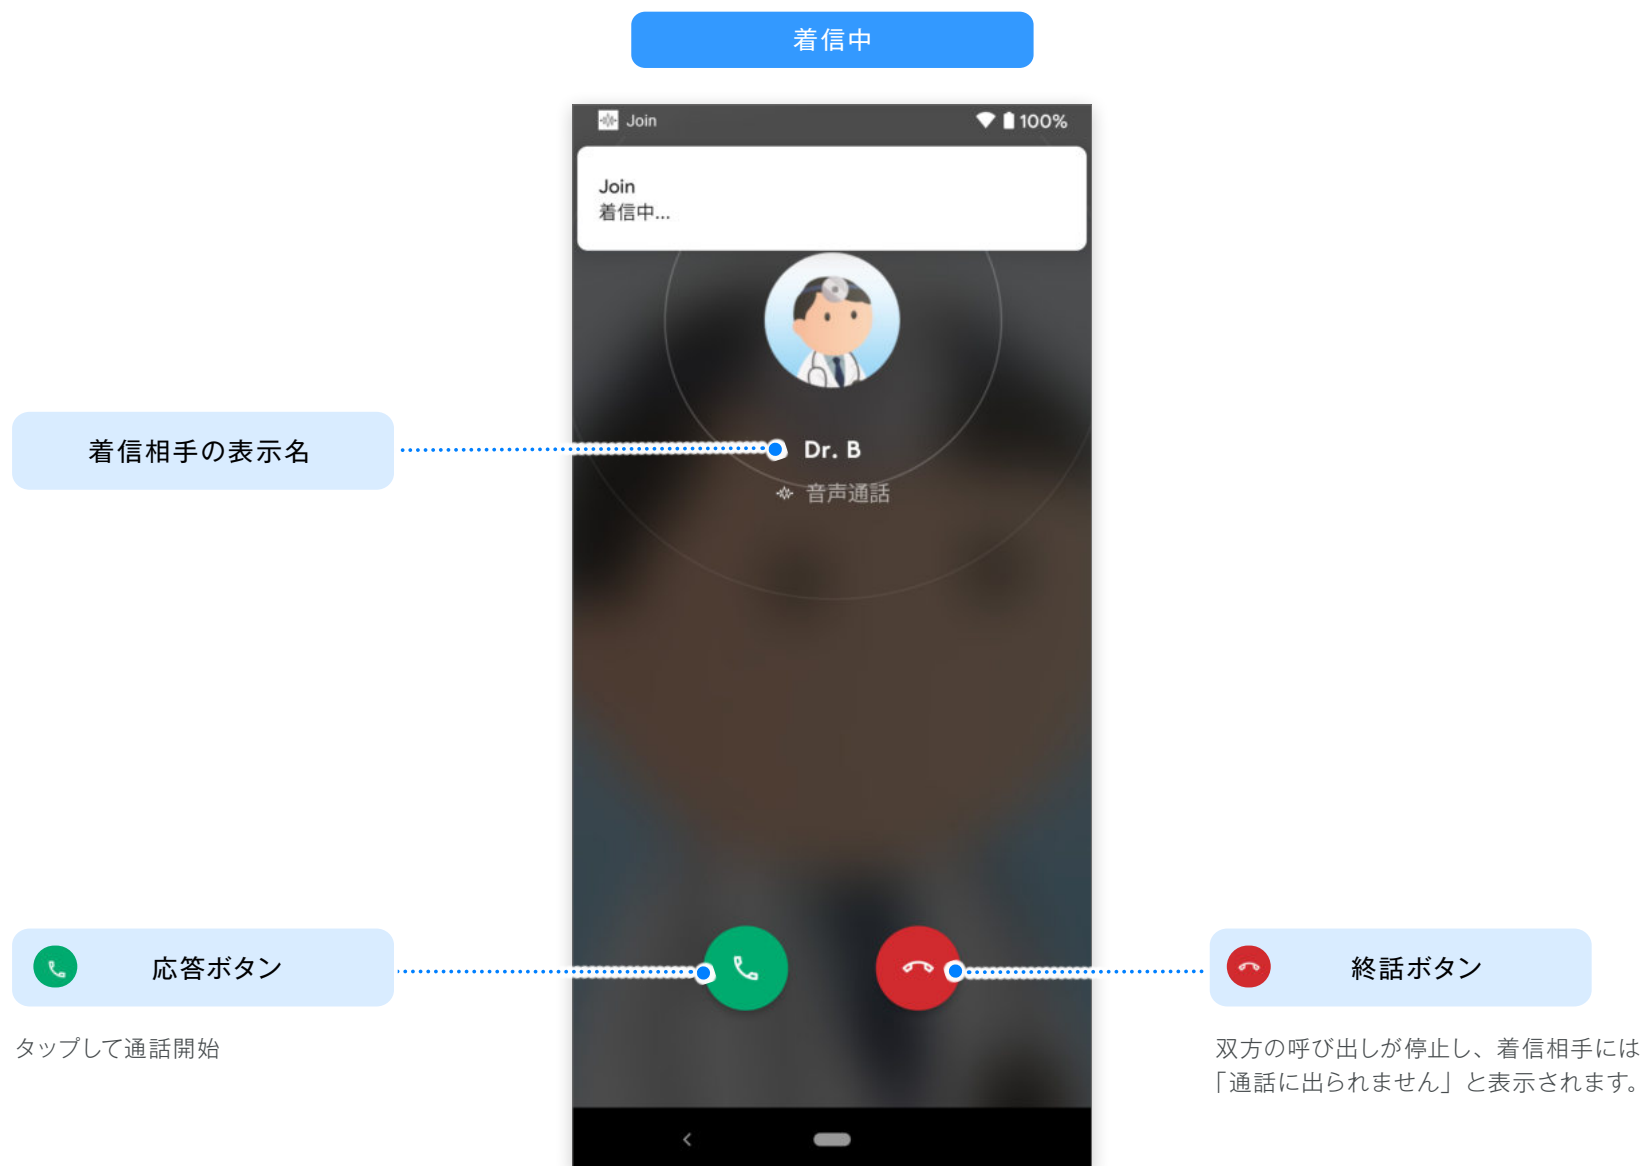 着信中
Join
100%
Join
着信中...
着信相手の表示名
Dr. B
音声通話
応答ボタン
タップして通話開始
終話ボタン
双方の呼び出しが停止し、着信相手には
「通話に出られません」と表示されます。